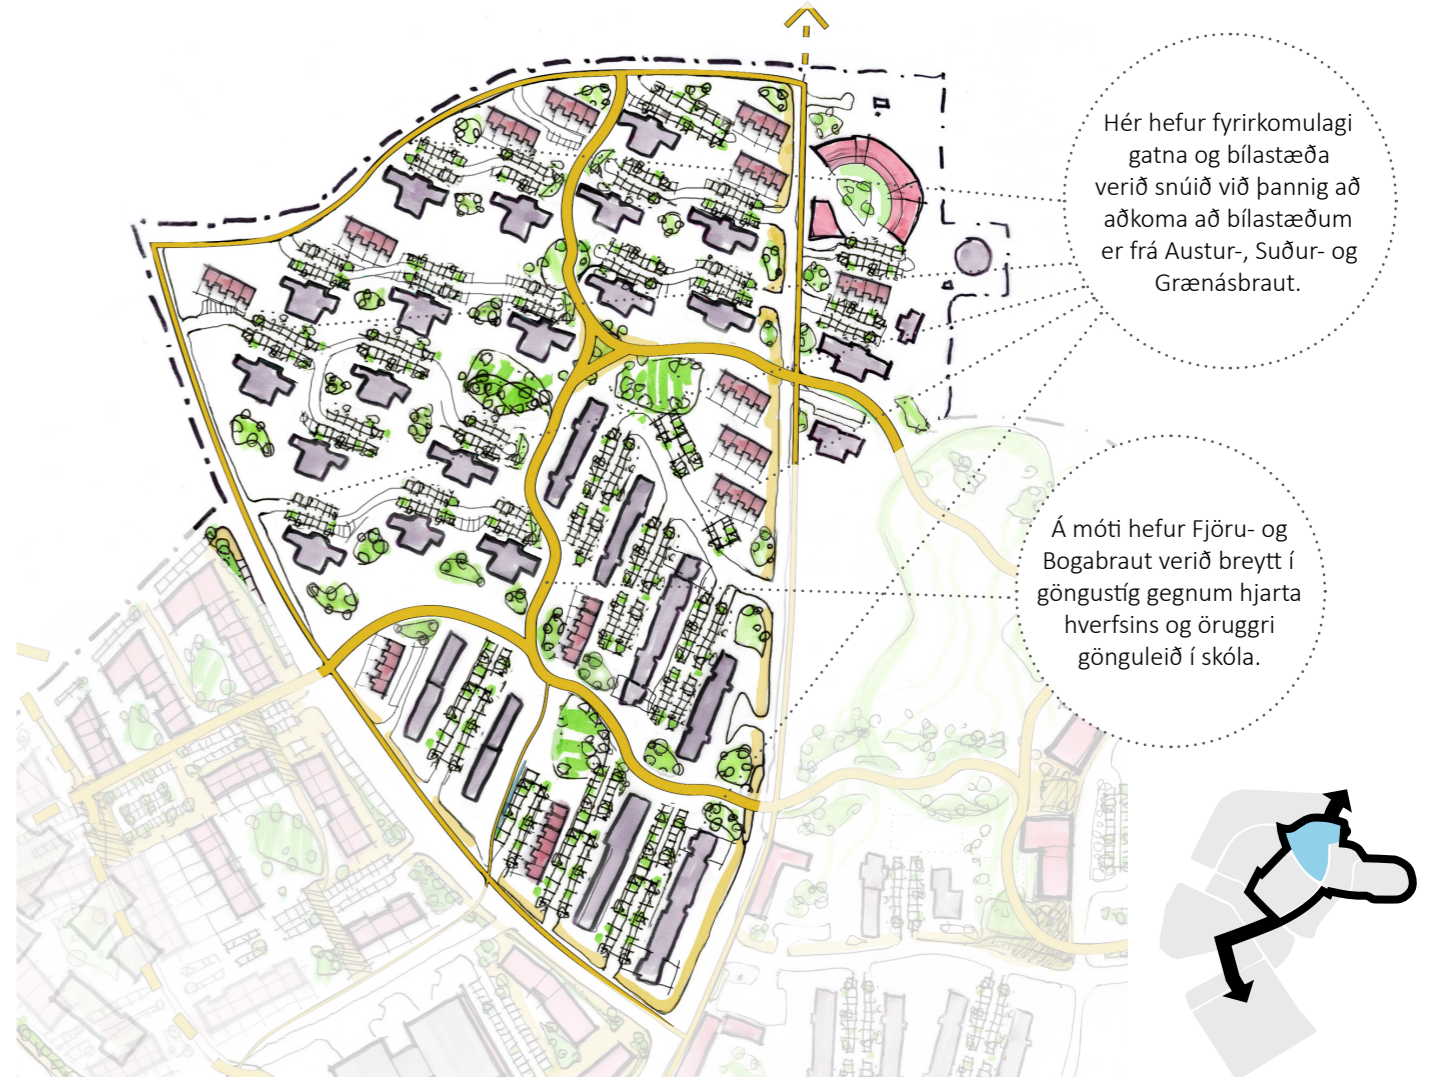 Hér hefur fyrirkomulagi
gatna og bílastæða
verið snúið við þannig að
aðkoma að bílastæðum
er frá Austur-, Suður- og
Grænásbraut.
Á móti hefur Fjöru- og
Bogabraut verið breytt í
göngustíg gegnum hjarta
hverfsins og öruggri
gönguleið í skóla.